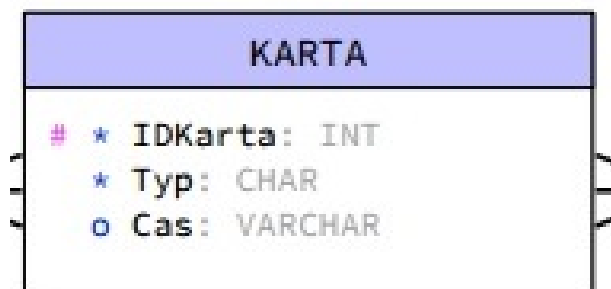 KARTA
# * IDKarta: INT
* Typ: CHAR
o Cas: VARCHAR